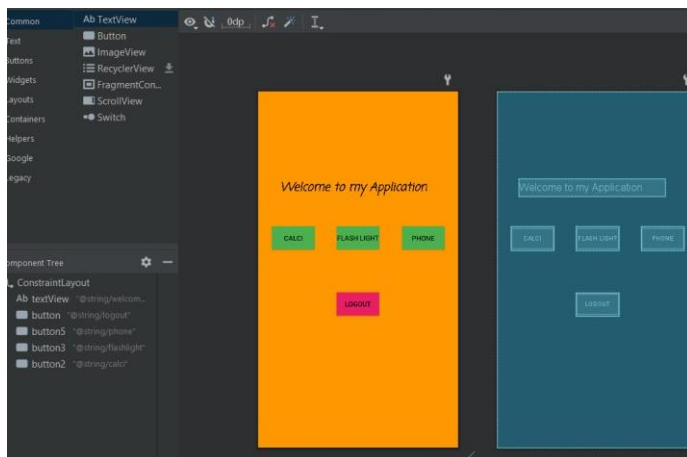 Common
Text
Buttons
Widgets
Layouts
Containers
Helpers
Google
Legacy
Ab TextView
Button
ImageView
RecyclerView
FragmentCon...
ScrollView
Switch
0dp
Component Tree
ConstraintLayout
Ab textView "@string/welcom...
button "@string/logout"
button5 "@string/phone"
button3 "@string/flashlight"
button2 "@string/calci"
Welcome to my Application
CALCI FLASH LIGHT PHONE
LOGOUT
Welcome to my Application
CALCI FLASH LIGHT PHONE
LOGOUT